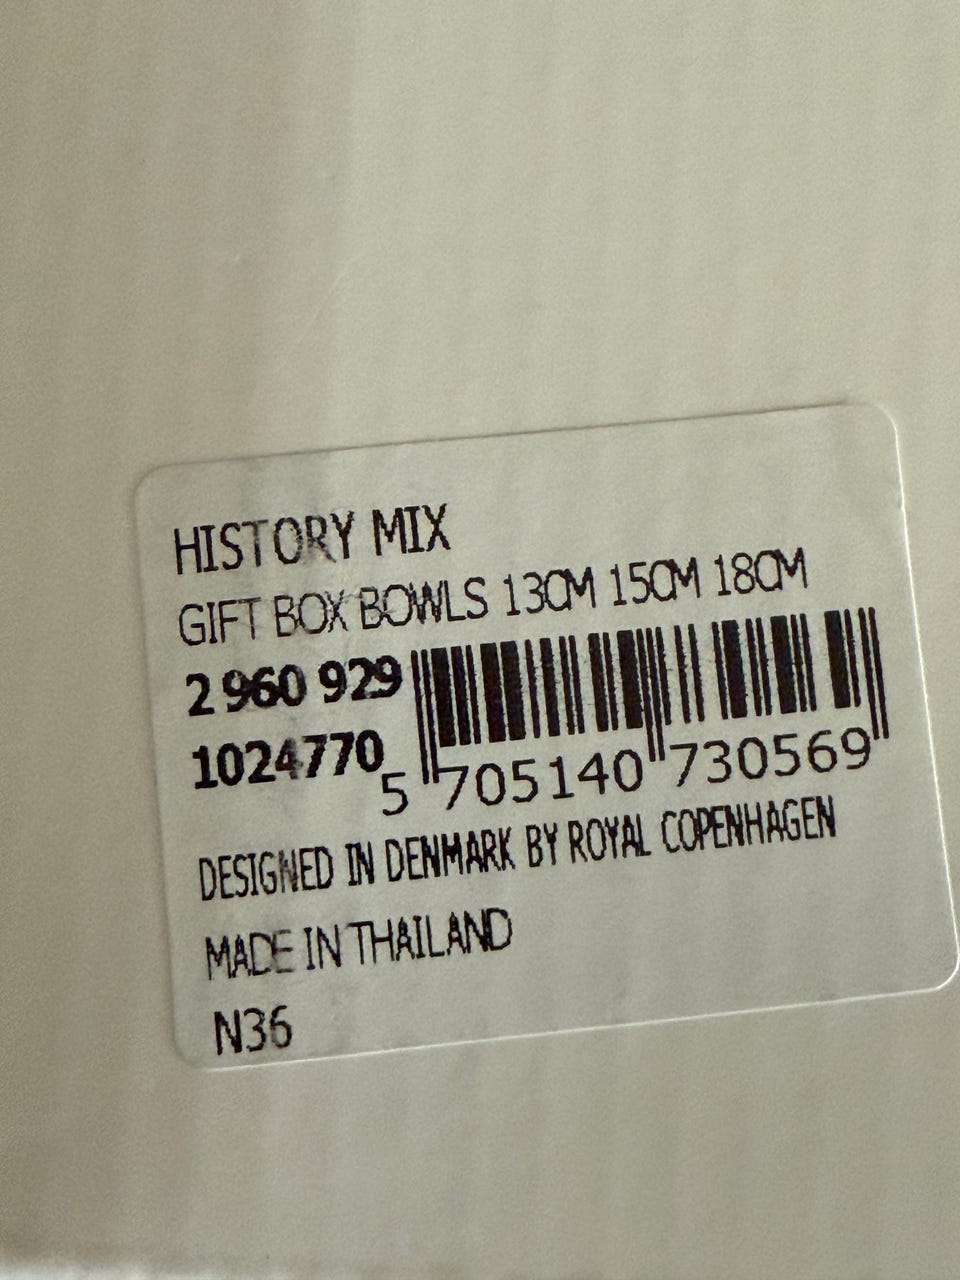 HISTORY MIX
GIFT BOX BOWLS 13CM 15CM 18CM
2 960 929
1024770
5 705140 730569
DESIGNED IN DENMARK BY ROYAL COPENHAGEN
MADE IN THAILAND
N36